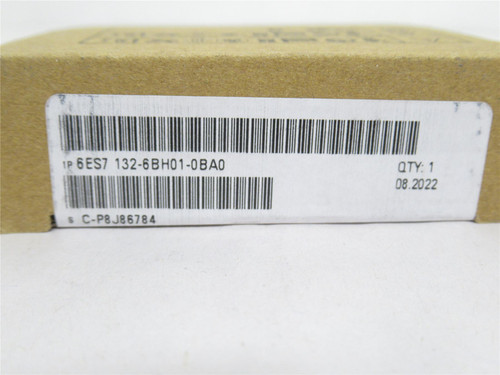 1P 6ES7 132-6BH01-0BA0
QTY: 1
08.2022
S C-P8J86784